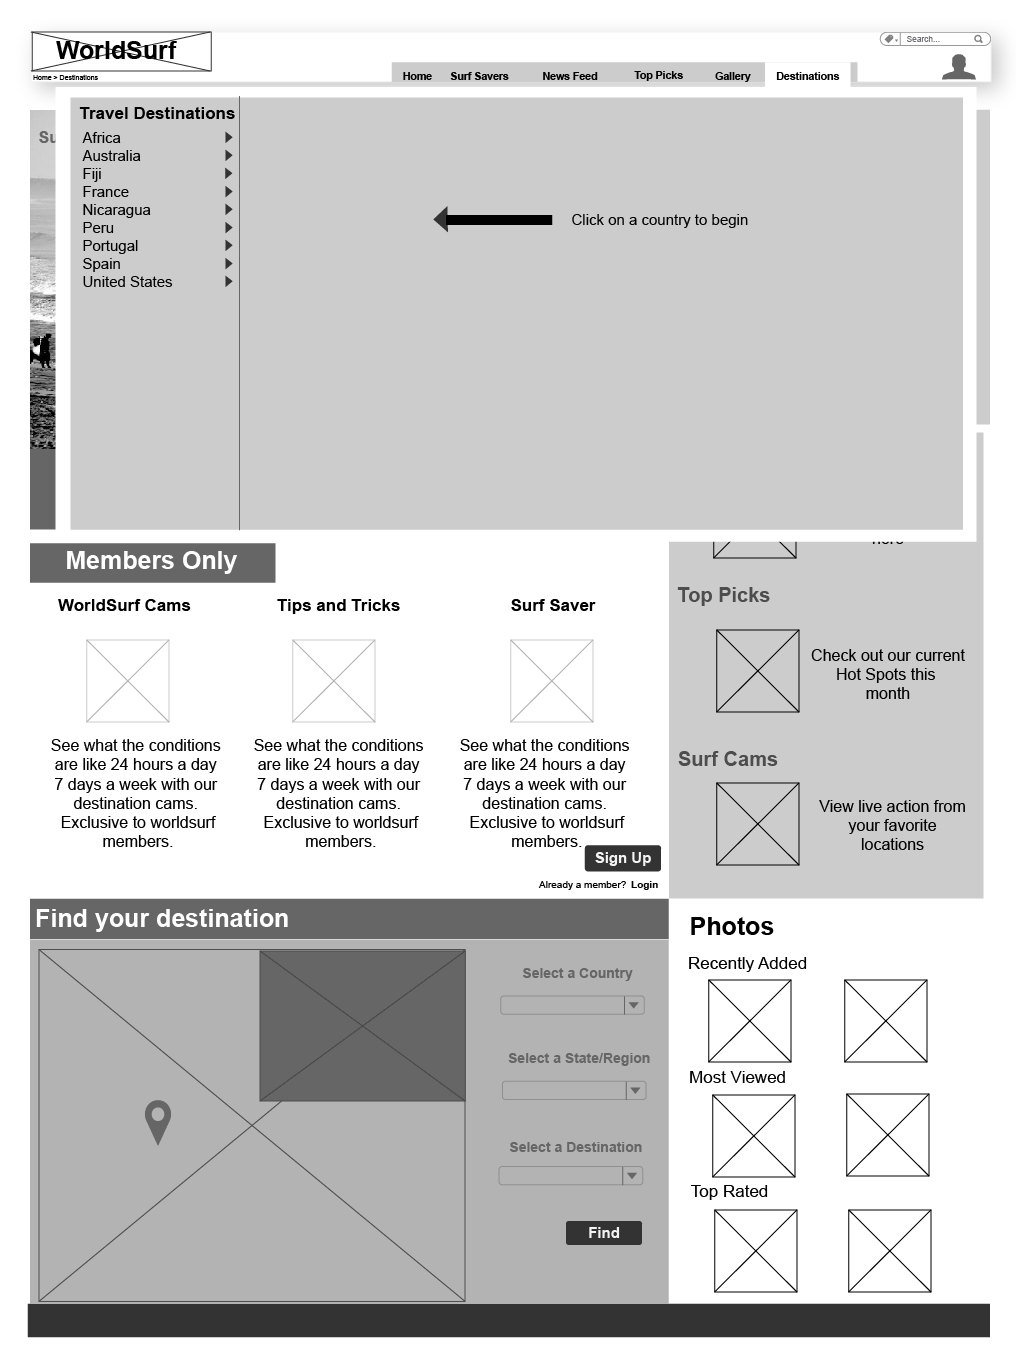 WorldSurf
Search...
Home > Destinations
Home
Surf Savers
News Feed
Top Picks
Gallery
Destinations
Su
Travel Destinations
Africa
Australia
Fiji
France
Nicaragua
Peru
Portugal
Spain
United States
Click on a country to begin
Members Only
WorldSurf Cams
See what the conditions
are like 24 hours a day
7 days a week with our
destination cams.
Exclusive to worldsurf
members.
Tips and Tricks
See what the conditions
are like 24 hours a day
7 days a week with our
destination cams.
Exclusive to worldsurf
members.
Surf Saver
See what the conditions
are like 24 hours a day
7 days a week with our
destination cams.
Exclusive to worldsurf
members.
Sign Up
Already a member? Login
Top Picks
Check out our current
Hot Spots this
month
Surf Cams
View live action from
your favorite
locations
Find your destination
Select a Country
Select a State/Region
Select a Destination
Find
Photos
Recently Added
Most Viewed
Top Rated